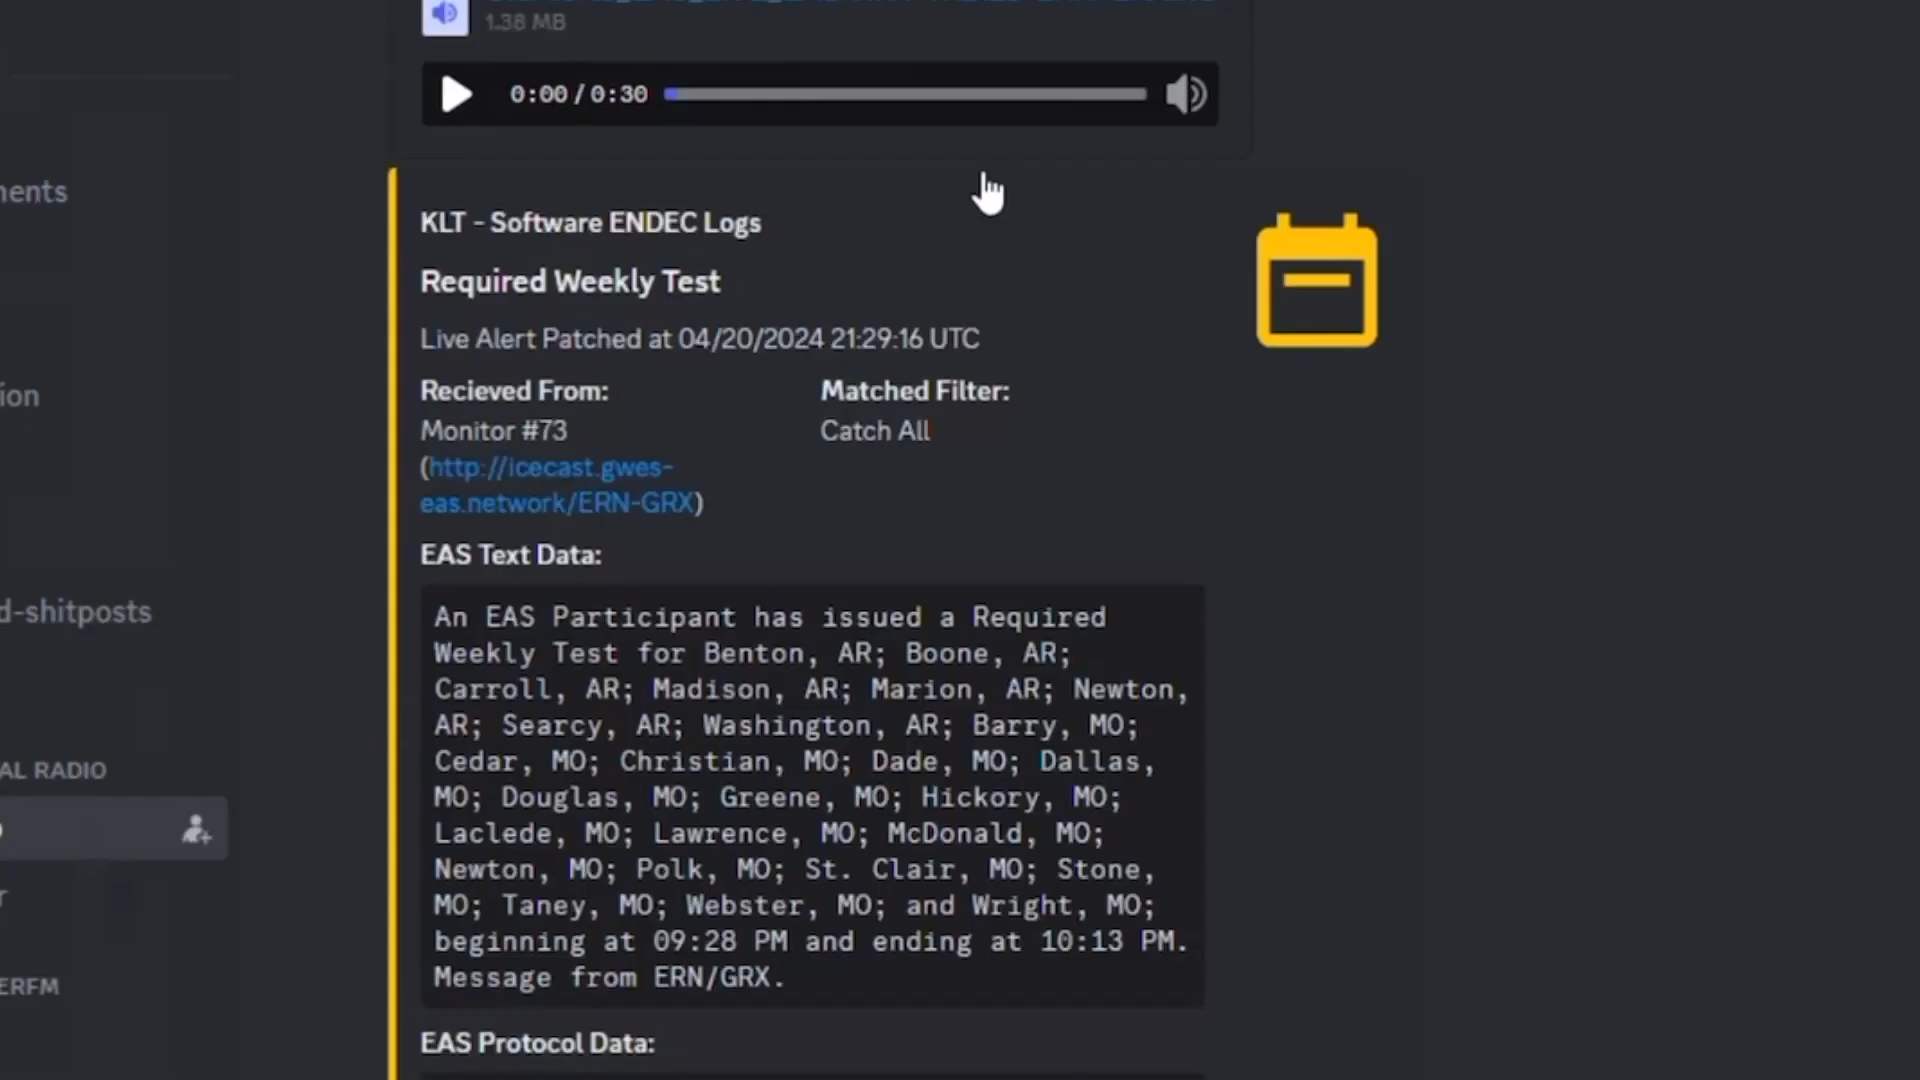 1.38 MB
0:00 / 0:30
ments
KLT - Software ENDEC Logs
Required Weekly Test
Live Alert Patched at 04/20/2024 21:29:16 UTC
Recieved From:
Matched Filter:
Monitor #73
Catch All
(http://icecast.gwes-
eas.network/ERN-GRX)
ion
EAS Text Data:
An EAS Participant has issued a Required
Weekly Test for Benton, AR; Boone, AR;
Carroll, AR; Madison, AR; Marion, AR; Newton,
AR; Searcy, AR; Washington, AR; Barry, MO;
Cedar, MO; Christian, MO; Dade, MO; Dallas,
MO; Douglas, MO; Greene, MO; Hickory, MO;
Laclede, MO; Lawrence, MO; McDonald, MO;
Newton, MO; Polk, MO; St. Clair, MO; Stone,
MO; Taney, MO; Webster, MO; and Wright, MO;
beginning at 09:28 PM and ending at 10:13 PM.
Message from ERN/GRX.
d-shitposts
AL RADIO
r
ERFM
EAS Protocol Data: